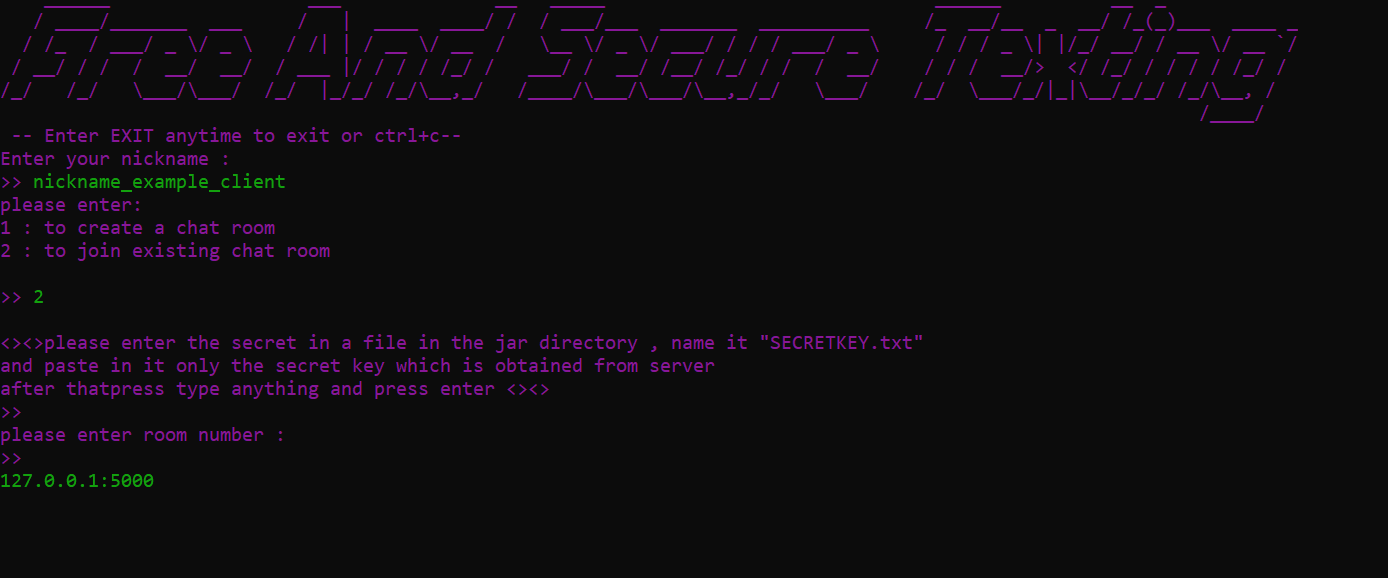 Free And Secure Texting
-- Enter EXIT anytime to exit or ctrl+c--
Enter your nickname :
>> nickname_example_client
please enter:
1 : to create a chat room
2 : to join existing chat room
>> 2
<><>please enter the secret in a file in the jar directory , name it "SECRETKEY.txt"
and paste in it only the secret key which is obtained from server
after thatpress type anything and press enter <><>
>>
please enter room number :
>>
127.0.0.1:5000